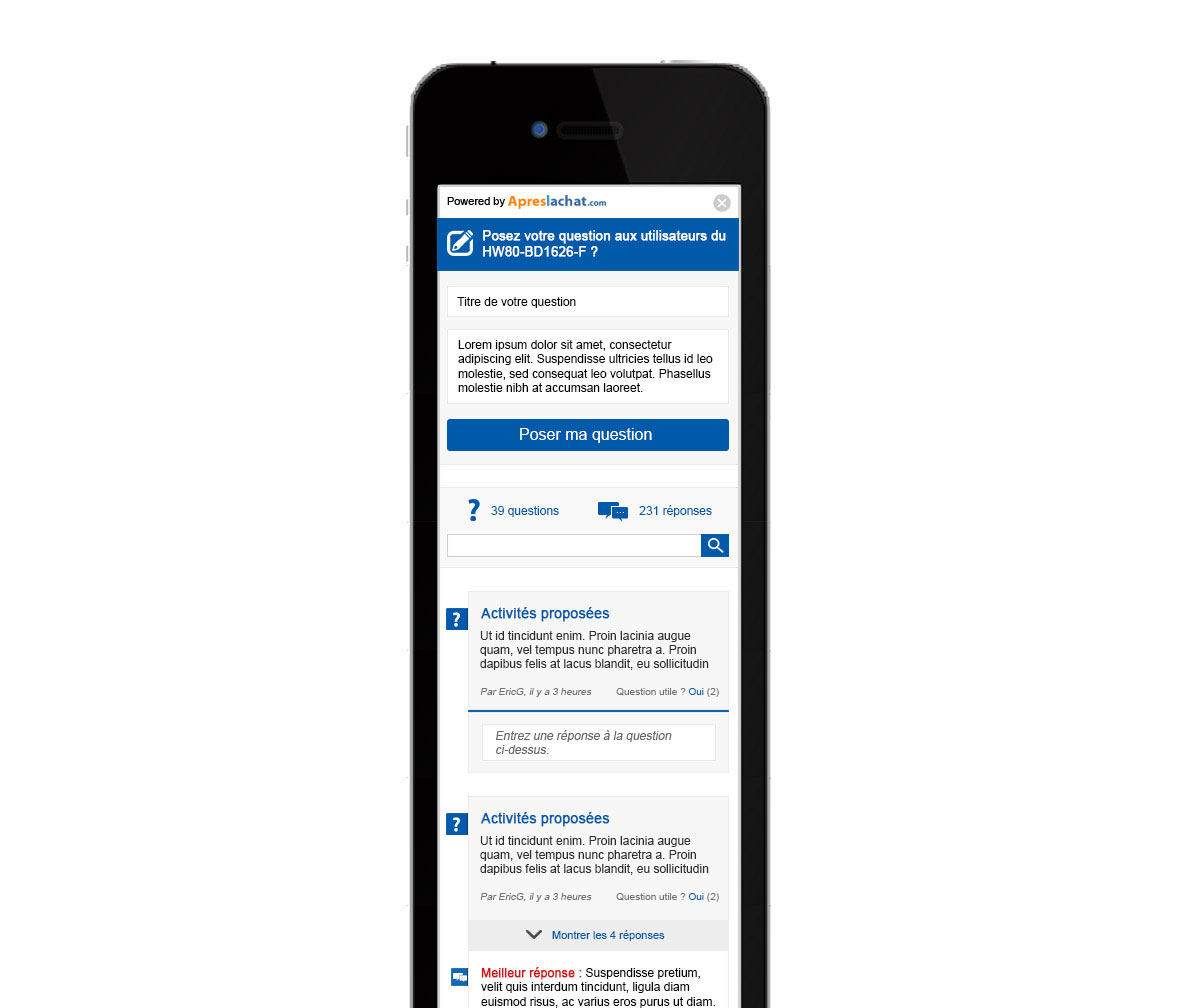 Powered by Apreslachat.com
Posez votre question aux utilisateurs du
HW80-BD1626-F ?
Titre de votre question
Lorem ipsum dolor sit amet, consectetur
adipiscing elit. Suspendisse ultricies tellus id leo
molestie, sed consequat leo volutpat. Phasellus
molestie nibh at accumsan laoreet.
Poser ma question
? 39 questions 231 réponses
? Activités proposées
Ut id tincidunt enim. Proin lacinia augue
quam, vel tempus nunc pharetra a. Proin
dapibus felis at lacus blandit, eu sollicitudin
Par EricG, il y a 3 heures Question utile ? Oui (2)
Entrez une réponse à la question
ci-dessus.
? Activités proposées
Ut id tincidunt enim. Proin lacinia augue
quam, vel tempus nunc pharetra a. Proin
dapibus felis at lacus blandit, eu sollicitudin
Par EricG, il y a 3 heures Question utile ? Oui (2)
Montrer les 4 réponses
Meilleur réponse : Suspendisse pretium,
velit quis interdum tincidunt, ligula diam
euismod risus, ac varius eros purus ut diam.